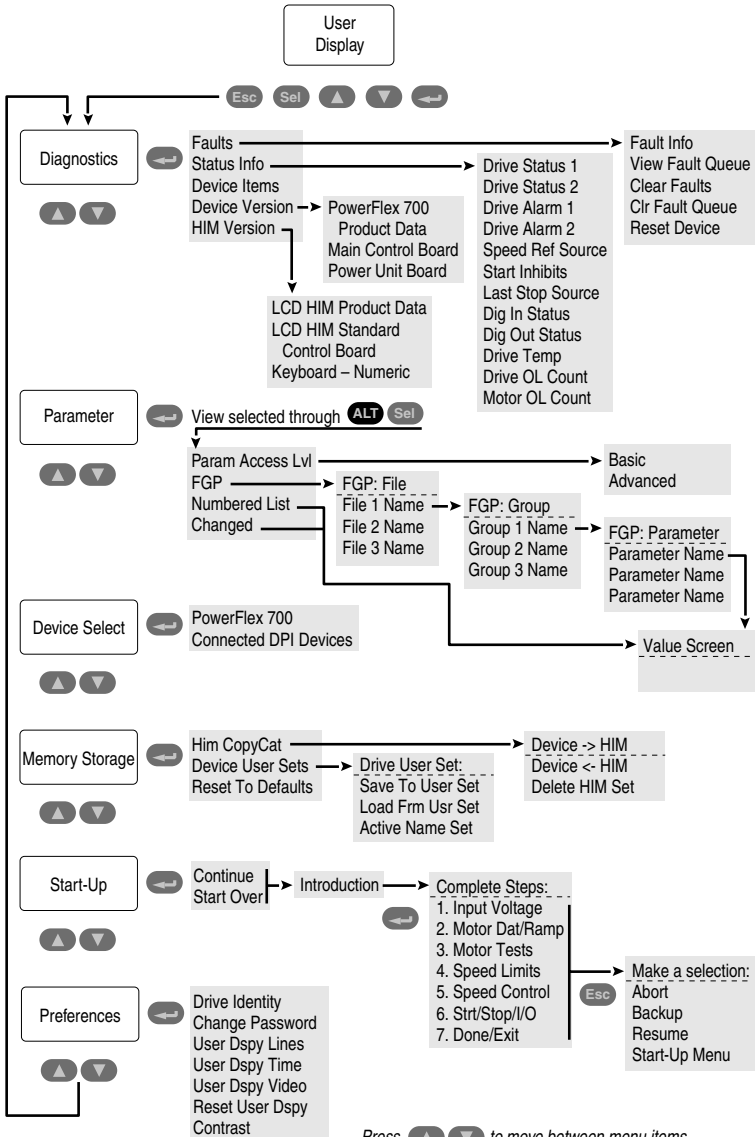 User
Display
Esc Sel
Diagnostics
Faults
Status Info
Device Items
Device Version
HIM Version
PowerFlex 700
Product Data
Main Control Board
Power Unit Board
LCD HIM Product Data
LCD HIM Standard
Control Board
Keyboard – Numeric
Drive Status 1
Drive Status 2
Drive Alarm 1
Drive Alarm 2
Speed Ref Source
Start Inhibits
Last Stop Source
Dig In Status
Dig Out Status
Drive Temp
Drive OL Count
Motor OL Count
Fault Info
View Fault Queue
Clear Faults
Clr Fault Queue
Reset Device
Parameter
View selected through ALT Sel
Param Access Lvl
FGP
Numbered List
Changed
FGP: File
File 1 Name
File 2 Name
File 3 Name
FGP: Group
Group 1 Name
Group 2 Name
Group 3 Name
FGP: Parameter
Parameter Name
Parameter Name
Parameter Name
Basic
Advanced
Value Screen
Device Select
PowerFlex 700
Connected DPI Devices
Memory Storage
Him CopyCat
Device User Sets
Reset To Defaults
Drive User Set:
Save To User Set
Load Frm Usr Set
Active Name Set
Device -> HIM
Device <- HIM
Delete HIM Set
Start-Up
Continue
Start Over
Introduction
Complete Steps:
1. Input Voltage
2. Motor Dat/Ramp
3. Motor Tests
4. Speed Limits
5. Speed Control
6. Strt/Stop/I/O
7. Done/Exit
Esc
Make a selection:
Abort
Backup
Resume
Start-Up Menu
Preferences
Drive Identity
Change Password
User Dspy Lines
User Dspy Time
User Dspy Video
Reset User Dspy
Contrast
Press to move between menu items